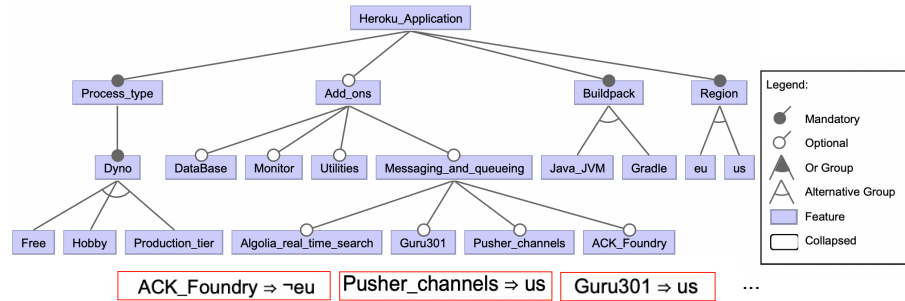 Heroku_Application
Process_type Add_ons Buildpack Region
Legend:
Mandatory
Optional
Or Group
Alternative Group
Feature
Collapsed
Dyno DataBase Monitor Utilities Messaging_and_queueing Java_JVM Gradle eu us
Free Hobby Production_tier Algolia_real_time_search Guru301 Pusher_channels ACK_Foundry
ACK_Foundry ⇒ ¬eu Pusher_channels ⇒ us Guru301 ⇒ us ...